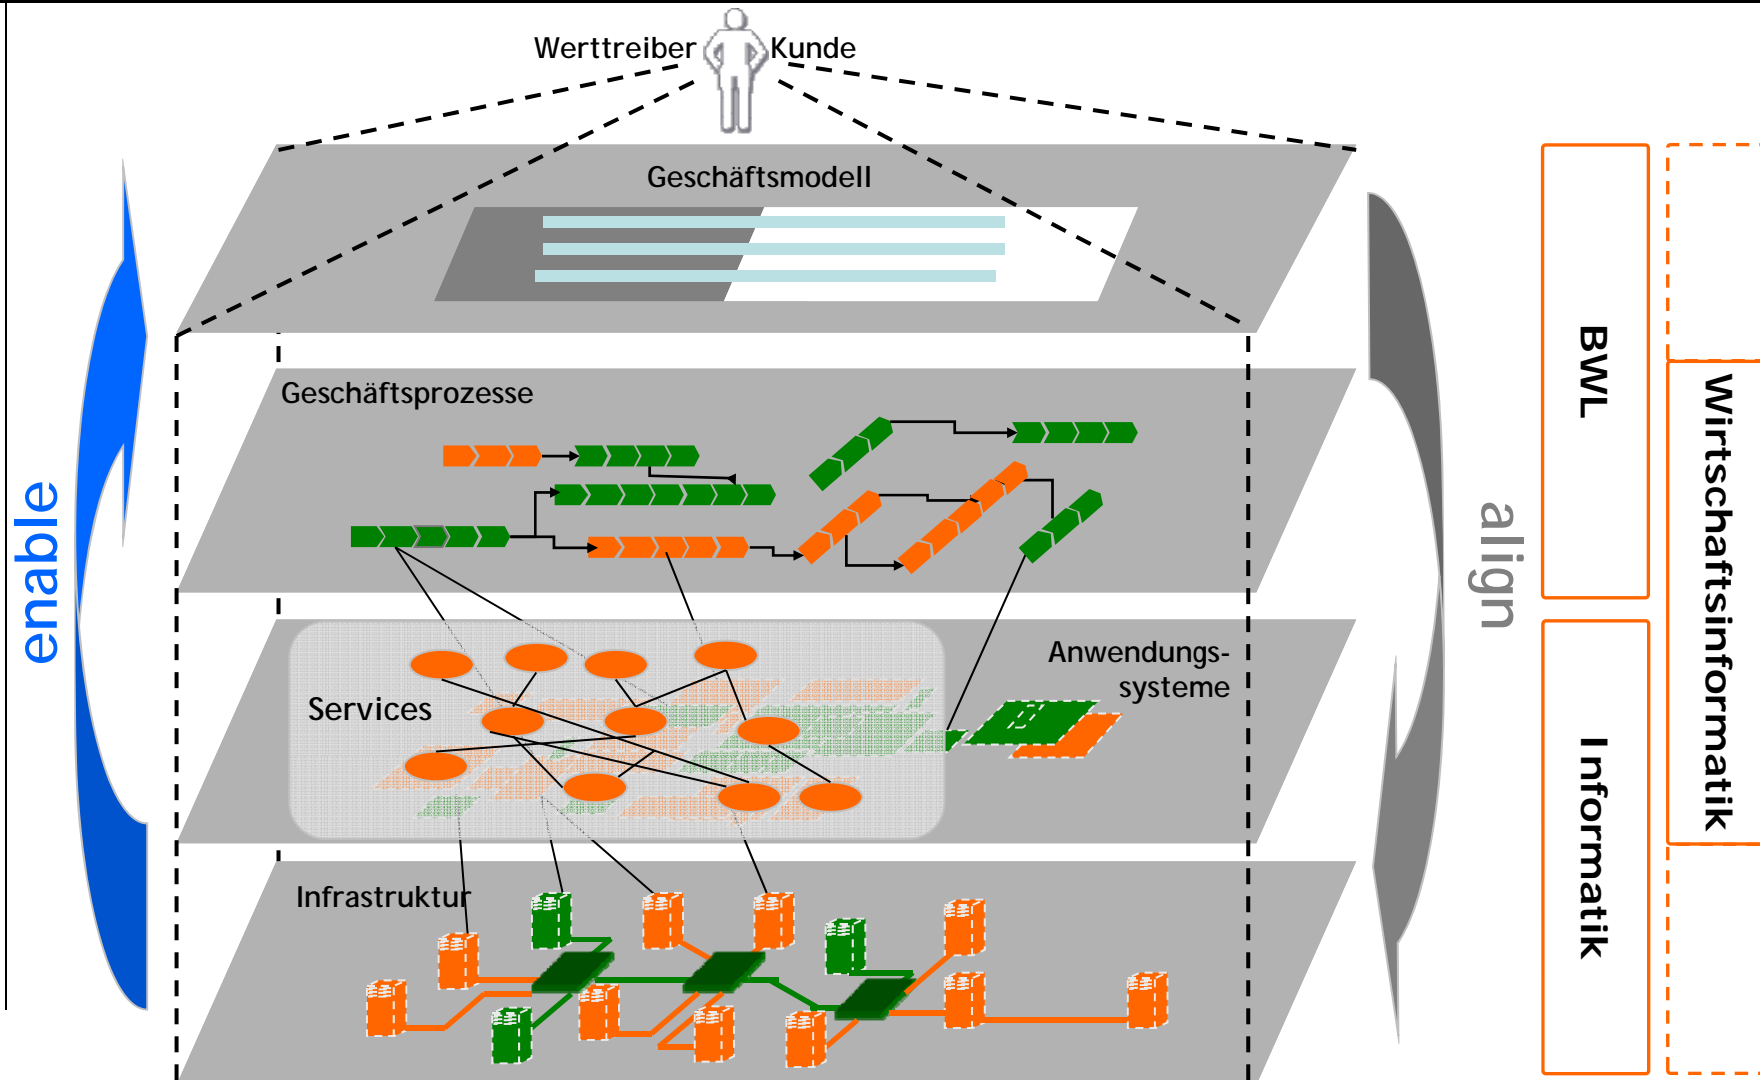 Werttreiber Kunde
Geschäftsmodell
Geschäftsprozesse
Anwendungs-
systeme
Services
Infrastruktur
enable
align
BWL
Informatik
Wirtschaftsinformatik